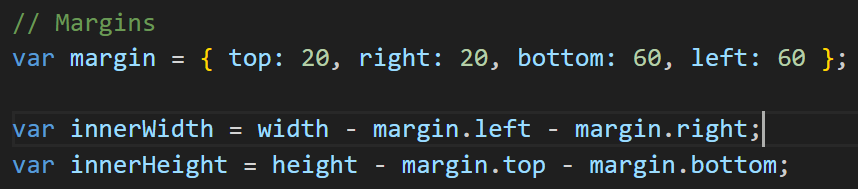 // Margins
var margin = { top: 20, right: 20, bottom: 60, left: 60 };
var innerWidth = width - margin.left - margin.right;
var innerHeight = height - margin.top - margin.bottom;